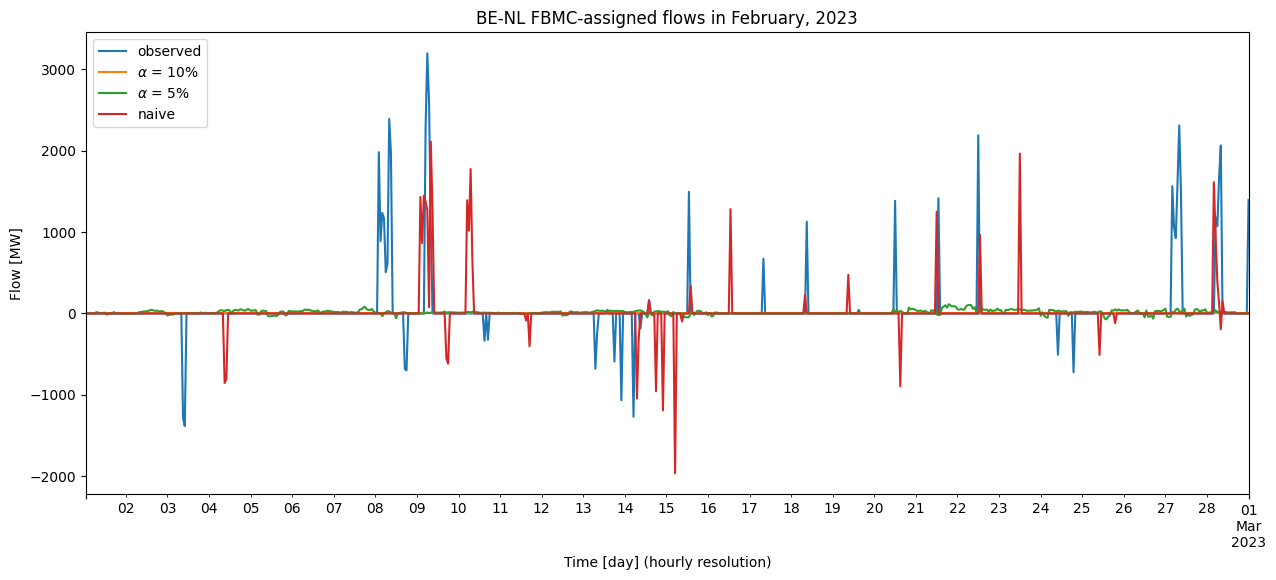 BE-NL FBMC-assigned flows in February, 2023
observed
α = 10%
α = 5%
naive
Flow [MW]
3000
2000
1000
0
−1000
−2000
02 03 04 05 06 07 08 09 10 11 12 13 14 15 16 17 18 19 20 21 22 23 24 25 26 27 28 01
Mar
2023
Time [day] (hourly resolution)